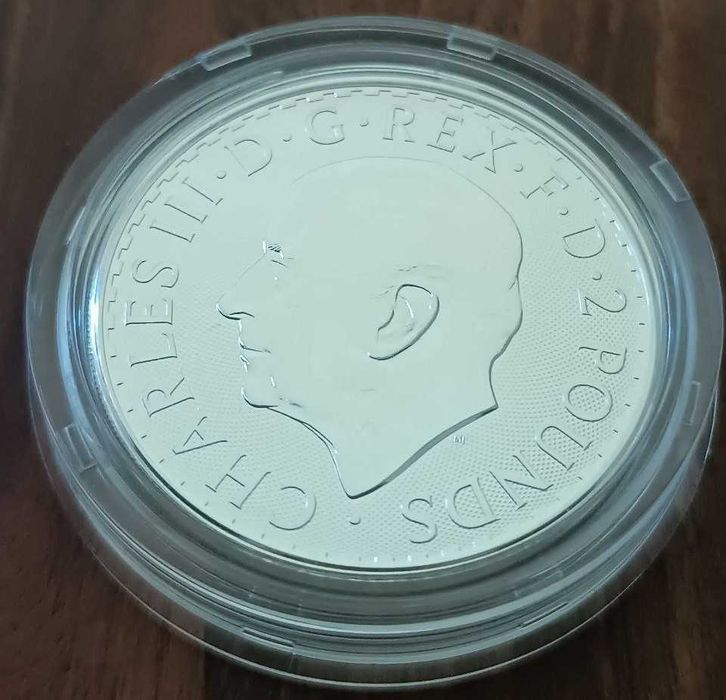 CHARLES III · D · G · REX · F · D · 2 POUNDS ·